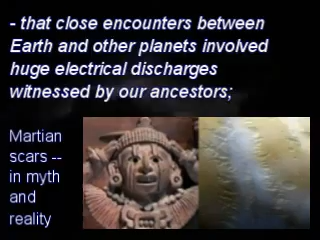 - that close encounters between
Earth and other planets involved
huge electrical discharges
witnessed by our ancestors;
Martian
scars --
in myth
and
reality